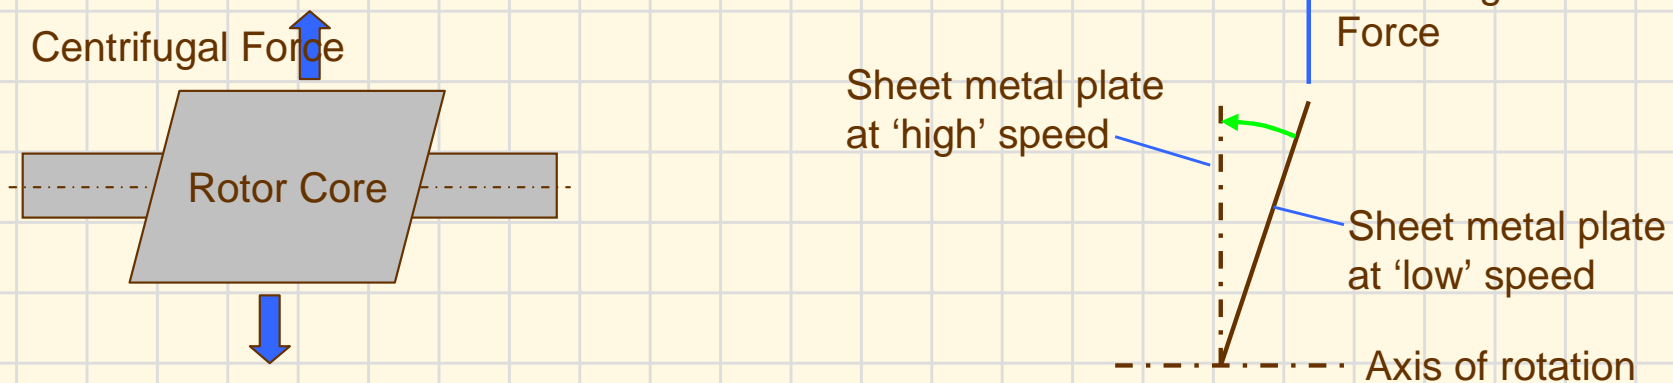 Centrifugal Force
Rotor Core
Force
Sheet metal plate
at ‘high’ speed
Sheet metal plate
at ‘low’ speed
Axis of rotation